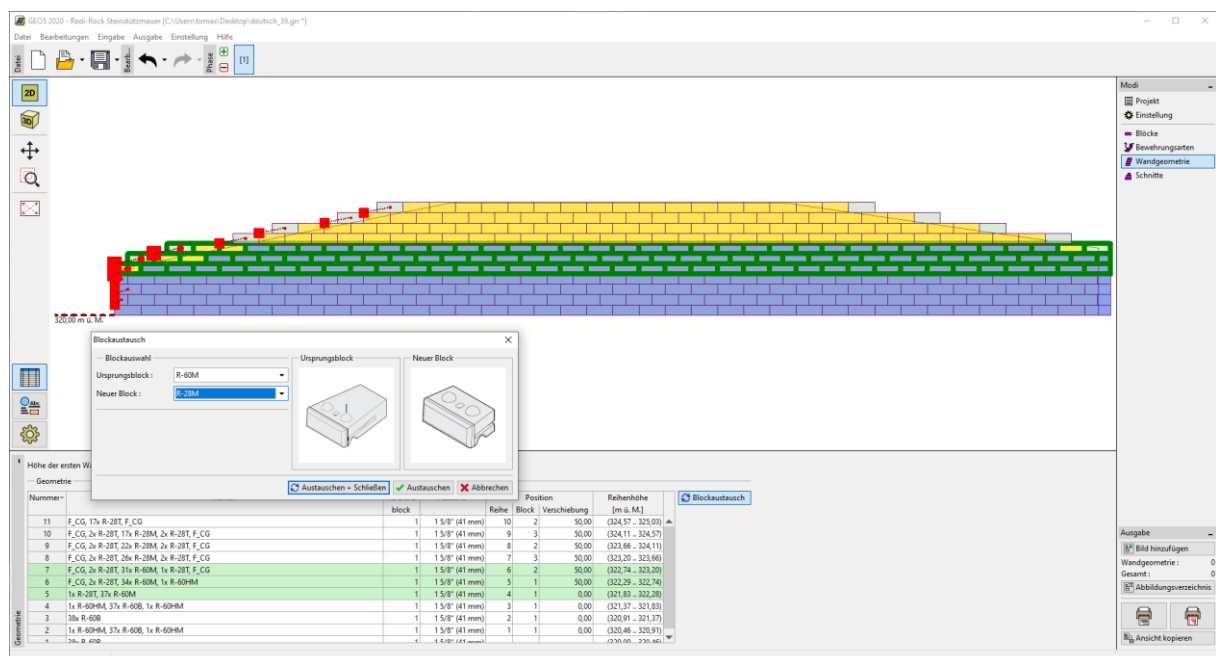 GEO5 2020 - Redi-Rock Steinstützmauer [C:\Users\tomas\Desktop\deutsch_39.grr *]
Datei Bearbeitungen Eingabe Ausgabe Einstellung Hilfe
Datei
Bearb...
Phase
[1]
2D
3D
320,00 m ü. M.
Modi
Projekt
Einstellung
Blöcke
Bewehrungsarten
Wandgeometrie
Schnitte
Blockaustausch
Blockauswahl
Ursprungsblock :
R-60M
Neuer Block :
R-28M
Ursprungsblock
Neuer Block
Austauschen + Schließen
Austauschen
Abbrechen
Abc
Höhe der ersten Wa
Geometrie
Nummer
block
Position
Reihe Block Verschiebung
Reihenhöhe
[m ü. M.]
Blockaustausch
11 F_CG, 17x R-28T, F_CG 1 1 5/8" (41 mm) 10 2 50,00 (324,57 .. 325,03)
10 F_CG, 2x R-28T, 17x R-28M, 2x R-28T, F_CG 1 1 5/8" (41 mm) 9 3 50,00 (324,11 .. 324,57)
9 F_CG, 2x R-28T, 22x R-28M, 2x R-28T, F_CG 1 1 5/8" (41 mm) 8 2 50,00 (323,66 .. 324,11)
8 F_CG, 2x R-28T, 26x R-28M, 2x R-28T, F_CG 1 1 5/8" (41 mm) 7 3 50,00 (323,20 .. 323,66)
7 F_CG, 2x R-28T, 31x R-60M, 1x R-28T, F_CG 1 1 5/8" (41 mm) 6 2 50,00 (322,74 .. 323,20)
6 F_CG, 2x R-28T, 34x R-60M, 1x R-60HM 1 1 5/8" (41 mm) 5 1 50,00 (322,29 .. 322,74)
5 1x R-28T, 37x R-60M 1 1 5/8" (41 mm) 4 1 0,00 (321,83 .. 322,28)
4 1x R-60HM, 37x R-60B, 1x R-60HM 1 1 5/8" (41 mm) 3 1 0,00 (321,37 .. 321,83)
3 38x R-60B 1 1 5/8" (41 mm) 2 1 0,00 (320,91 .. 321,37)
2 1x R-60HM, 37x R-60B, 1x R-60HM 1 1 5/8" (41 mm) 1 1 0,00 (320,46 .. 320,91)
Geometrie
Ausgabe
Bild hinzufügen
Wandgeometrie : 0
Gesamt : 0
Abbildungsverzeichnis
Ansicht kopieren